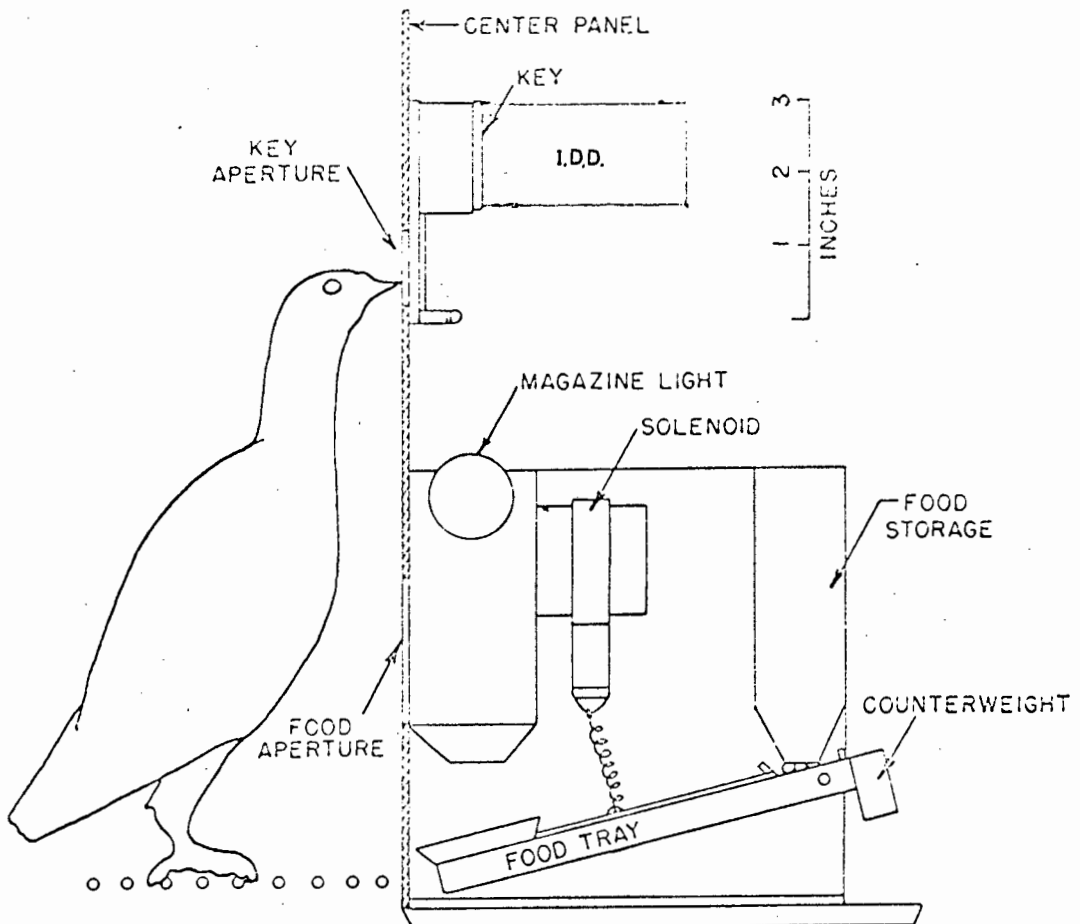 CENTER PANEL
KEY
KEY
APERTURE
I.D.D.
3
2
1
INCHES
MAGAZINE LIGHT
SOLENOID
FOOD
STORAGE
COUNTERWEIGHT
FOOD
APERTURE
FOOD TRAY